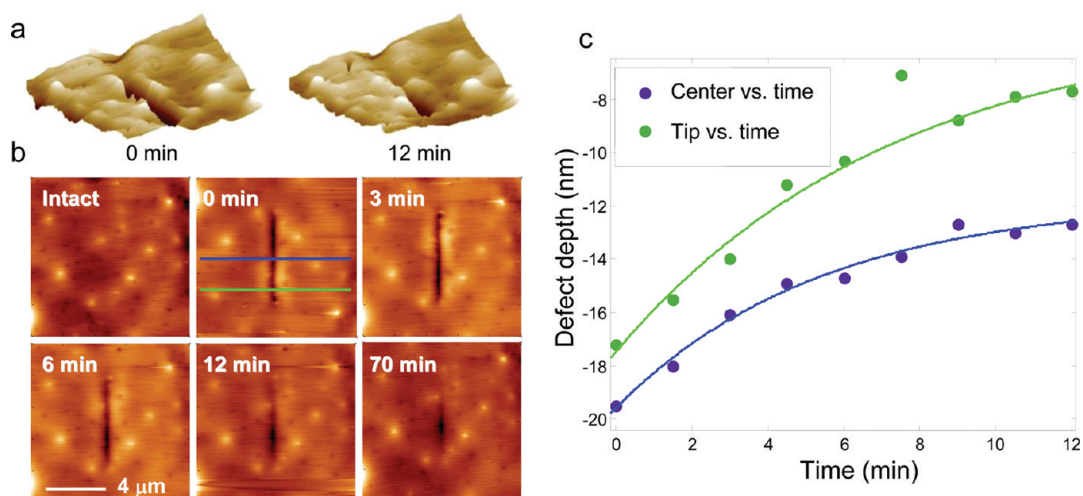 a
0 min
12 min
b
Intact
0 min
3 min
6 min
12 min
70 min
4 μm
c
Center vs. time
Tip vs. time
-8
-10
-12
-14
-16
-18
-20
0
2
4
6
8
10
12
Defect depth (nm)
Time (min)